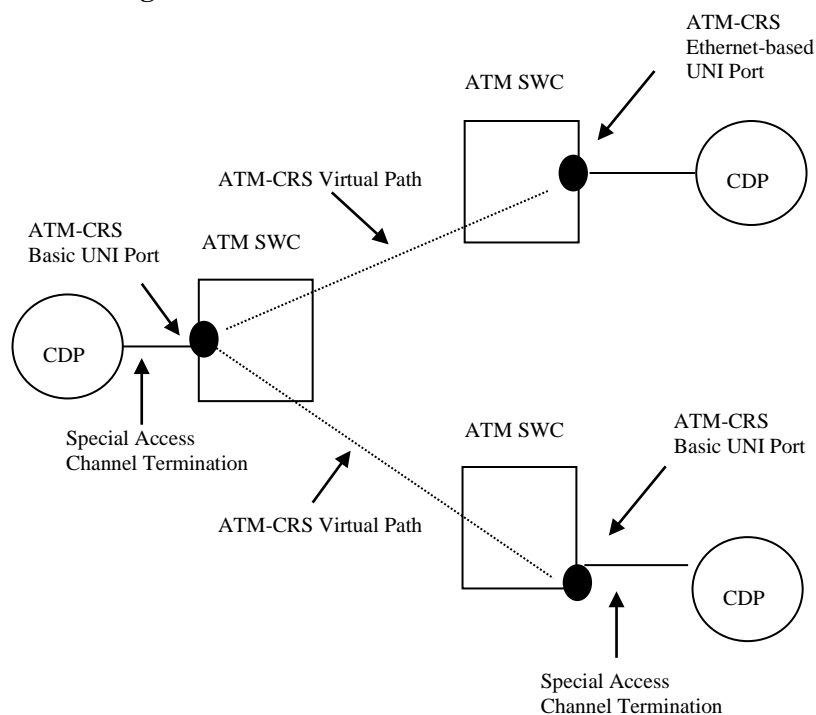 ATM-CRS
Ethernet-based
UNI Port
ATM SWC
CDP
ATM-CRS Virtual Path
ATM-CRS
Basic UNI Port
ATM SWC
CDP
Special Access
Channel Termination
ATM SWC
ATM-CRS
Basic UNI Port
ATM-CRS Virtual Path
CDP
Special Access
Channel Termination